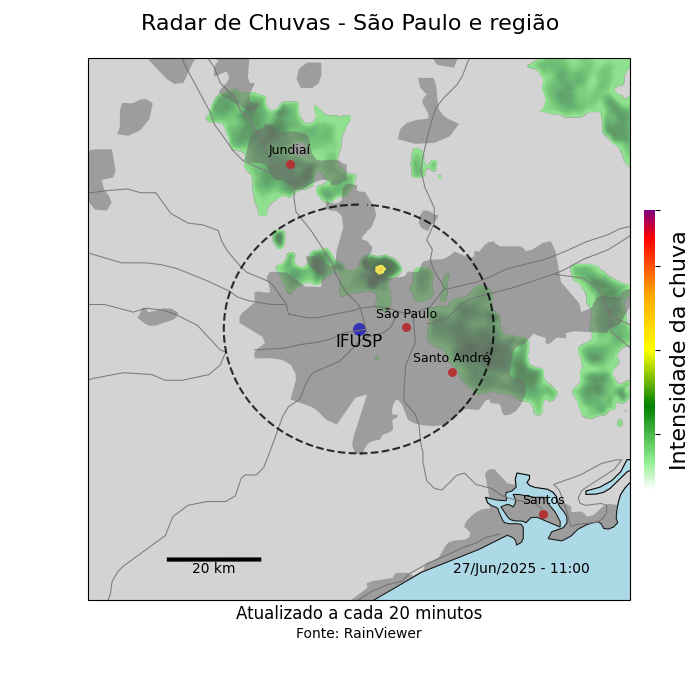 Radar de Chuvas - São Paulo e região
Jundiaí
São Paulo
IFUSP
Santo André
Santos
20 km
27/Jun/2025 - 11:00
Intensidade da chuva
Atualizado a cada 20 minutos
Fonte: RainViewer